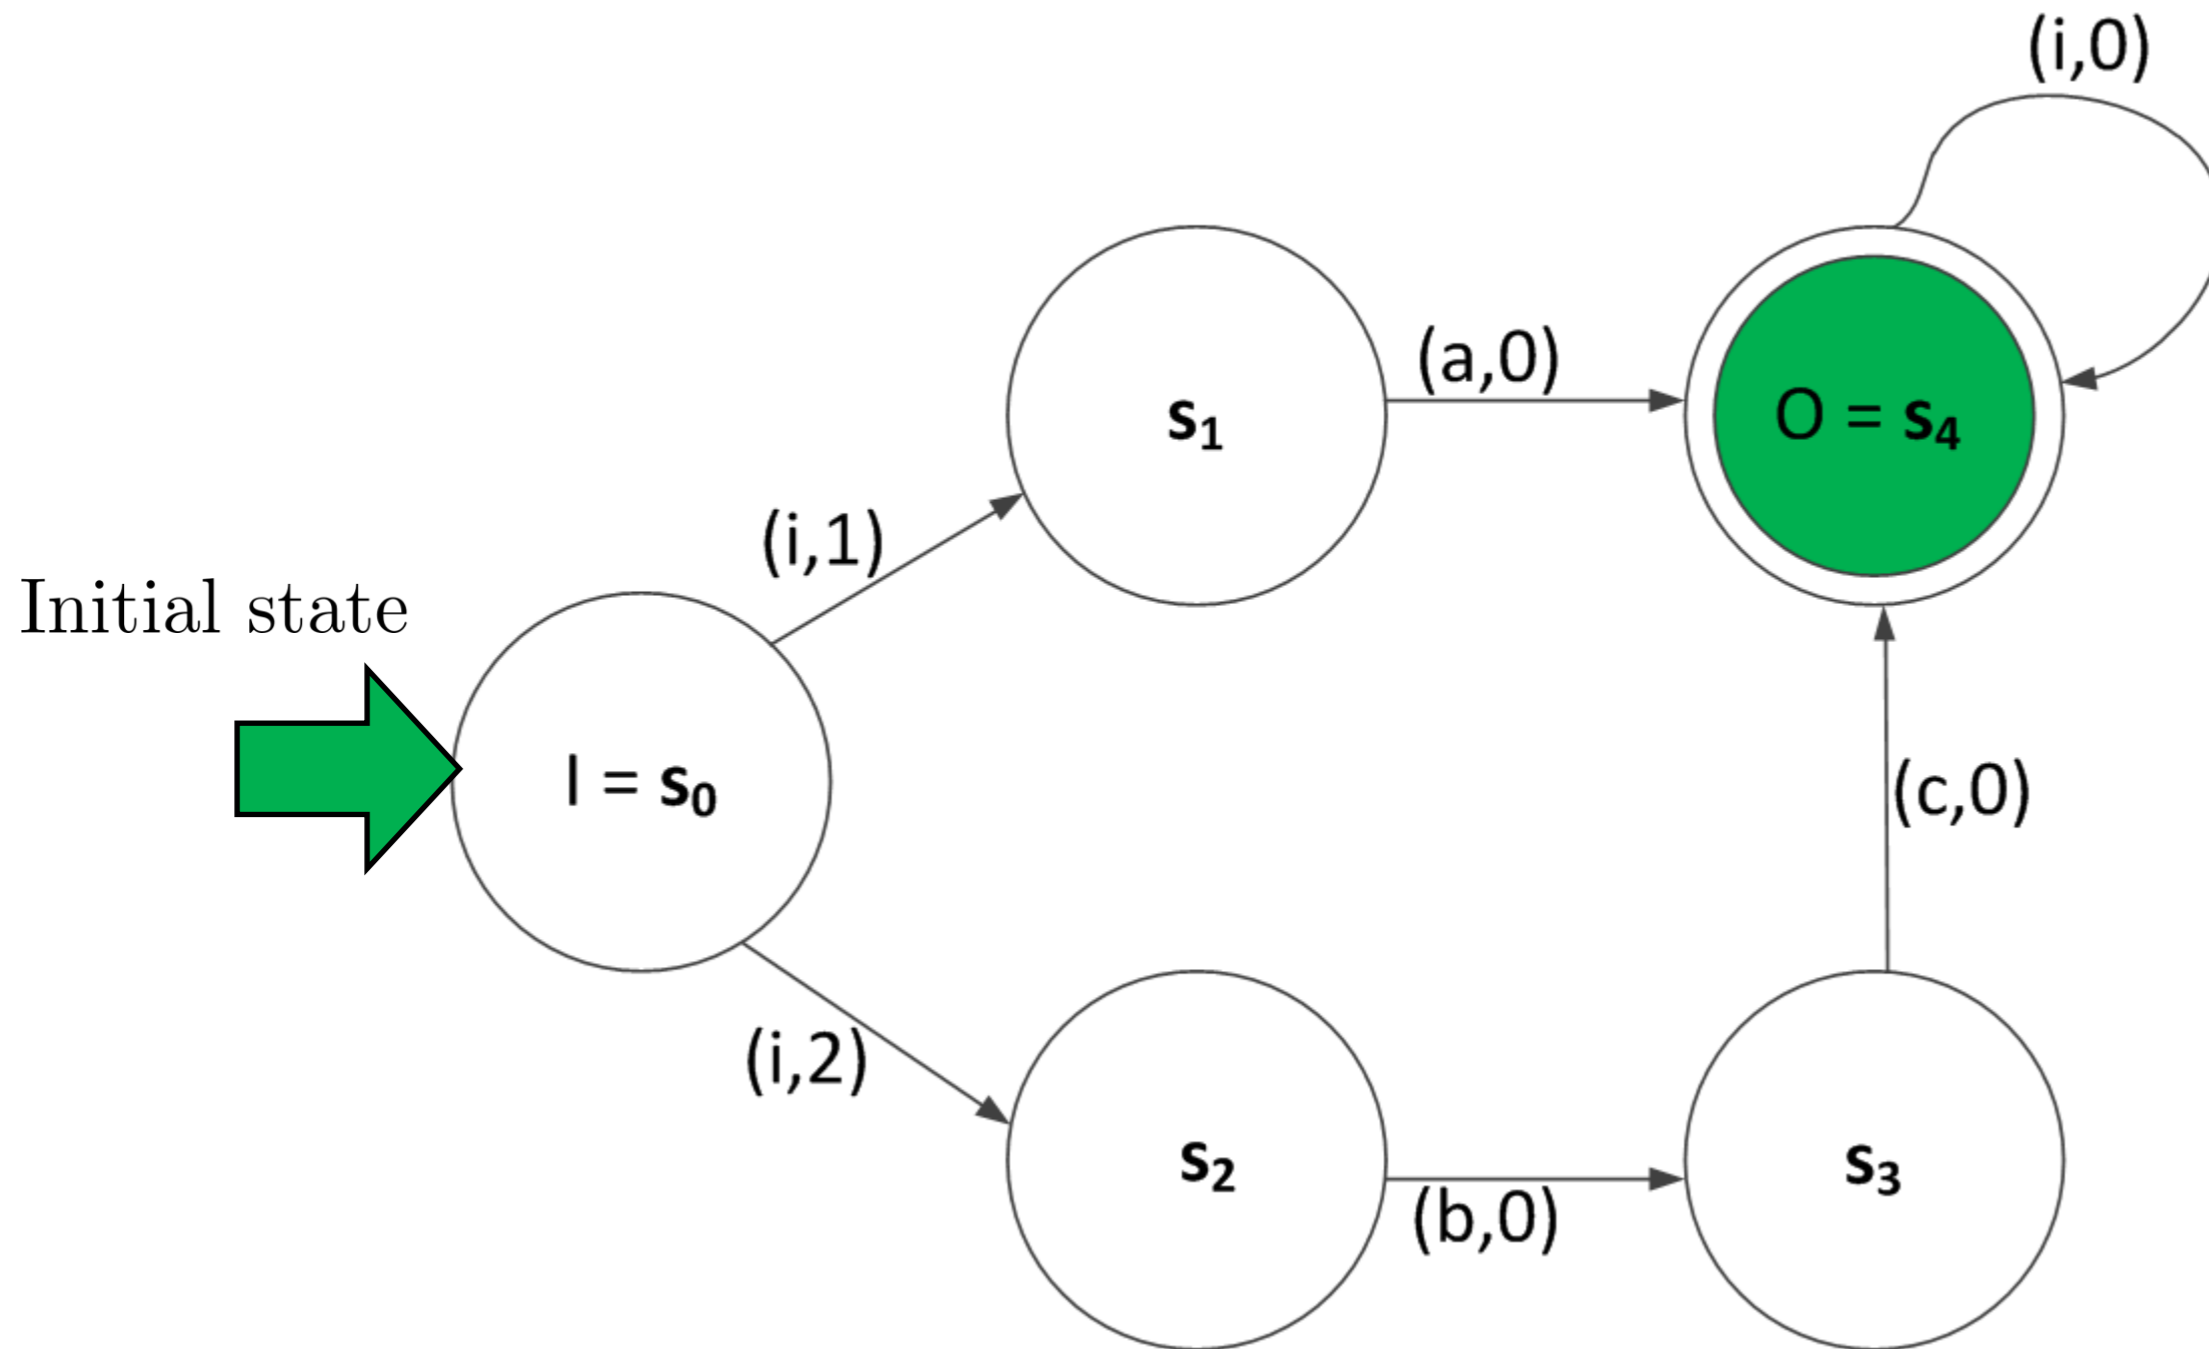 (i,0)
s₁
(a,0)
O = s₄
(i,1)
Initial state
I = s₀
(c,0)
(i,2)
s₂
(b,0)
s₃